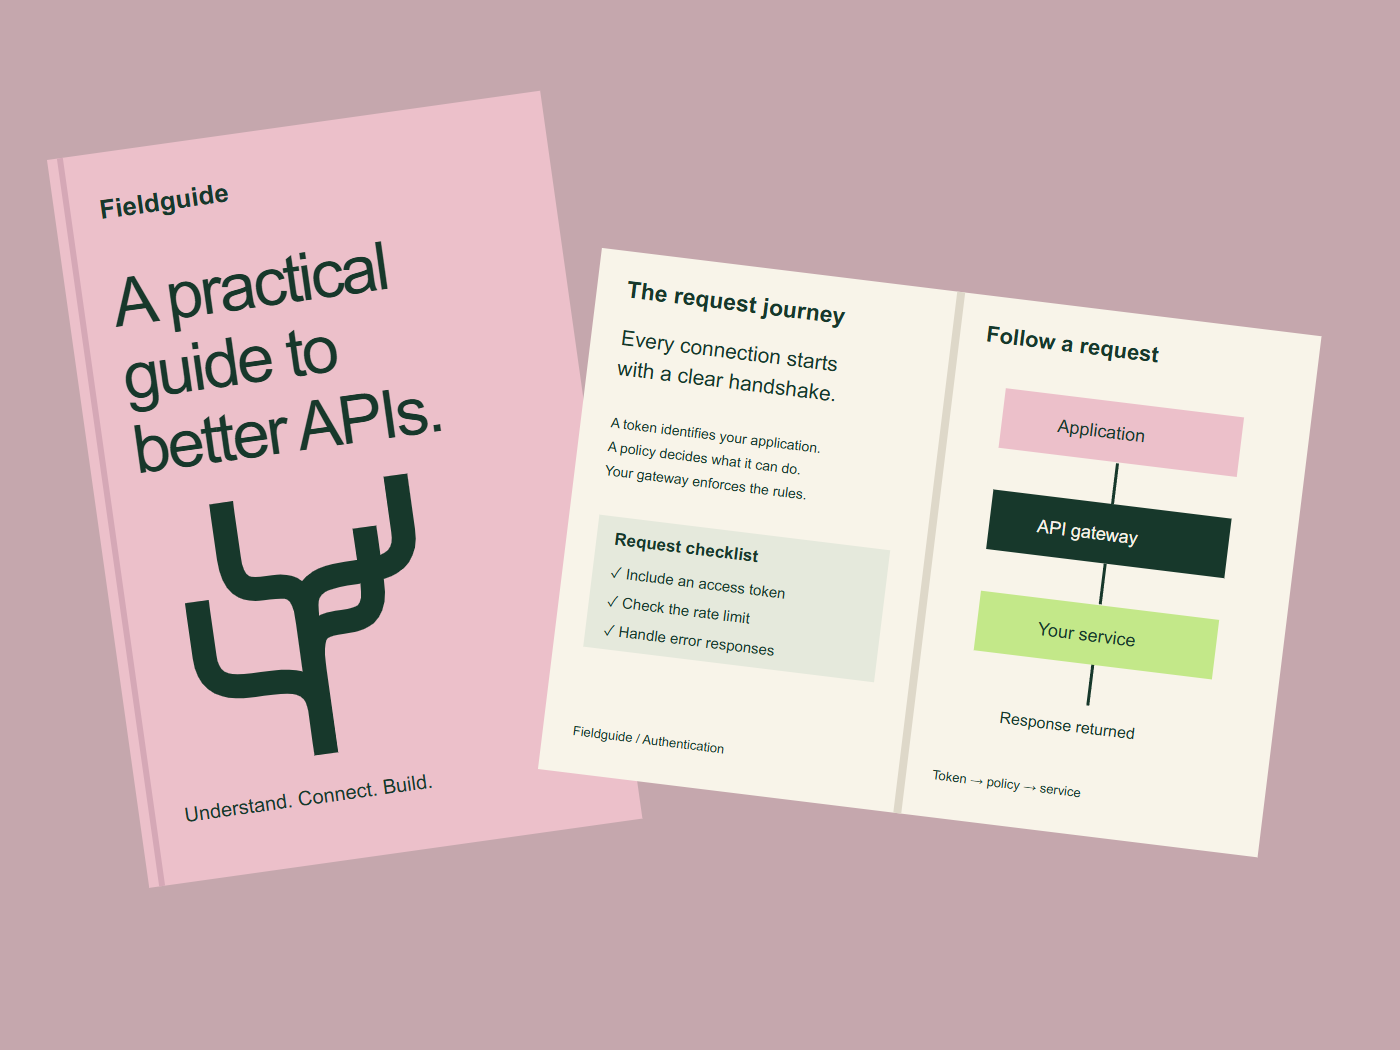 Fieldguide
A practical
guide to
better APIs.
Understand. Connect. Build.
The request journey
Every connection starts
with a clear handshake.
A token identifies your application.
A policy decides what it can do.
Your gateway enforces the rules.
Request checklist
✓ Include an access token
✓ Check the rate limit
✓ Handle error responses
Fieldguide / Authentication
Follow a request
Application
API gateway
Your service
Response returned
Token → policy → service